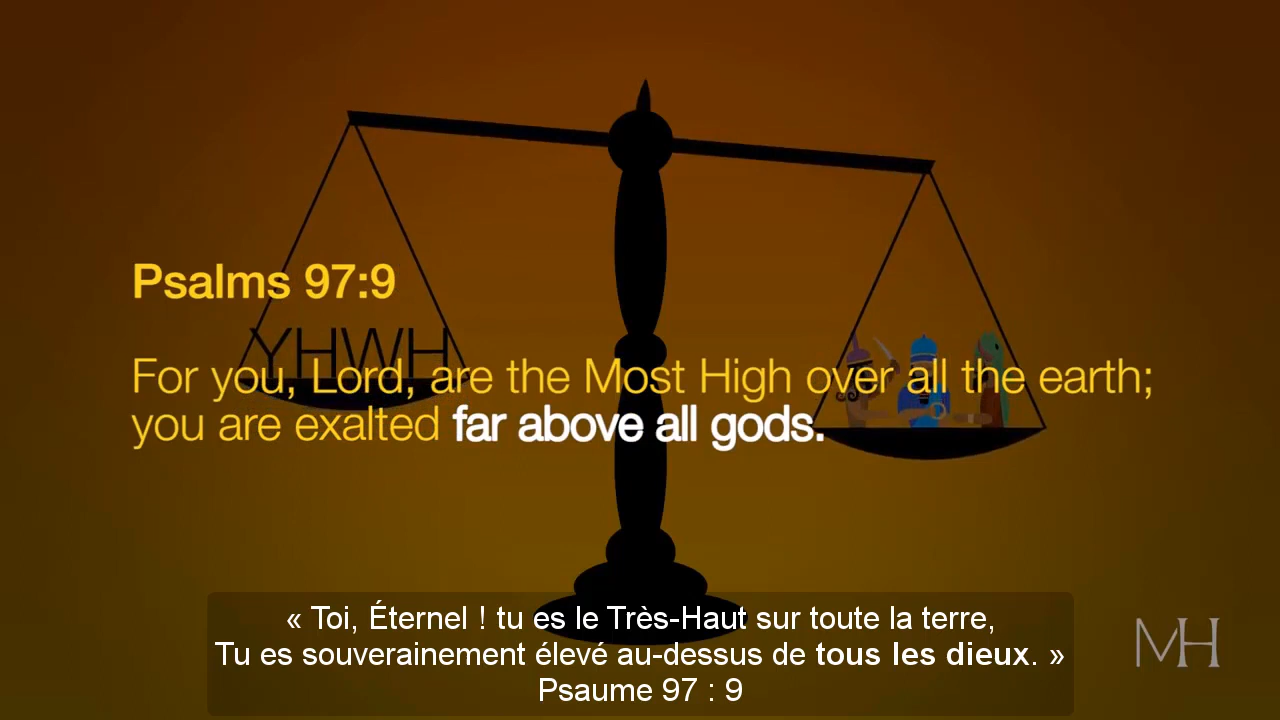 Psalms 97:9
YHWH
For you, Lord, are the Most High over all the earth;
you are exalted far above all gods.
« Toi, Éternel ! tu es le Très-Haut sur toute la terre,
Tu es souverainement élevé au-dessus de tous les dieux. »
Psaume 97 : 9
MH